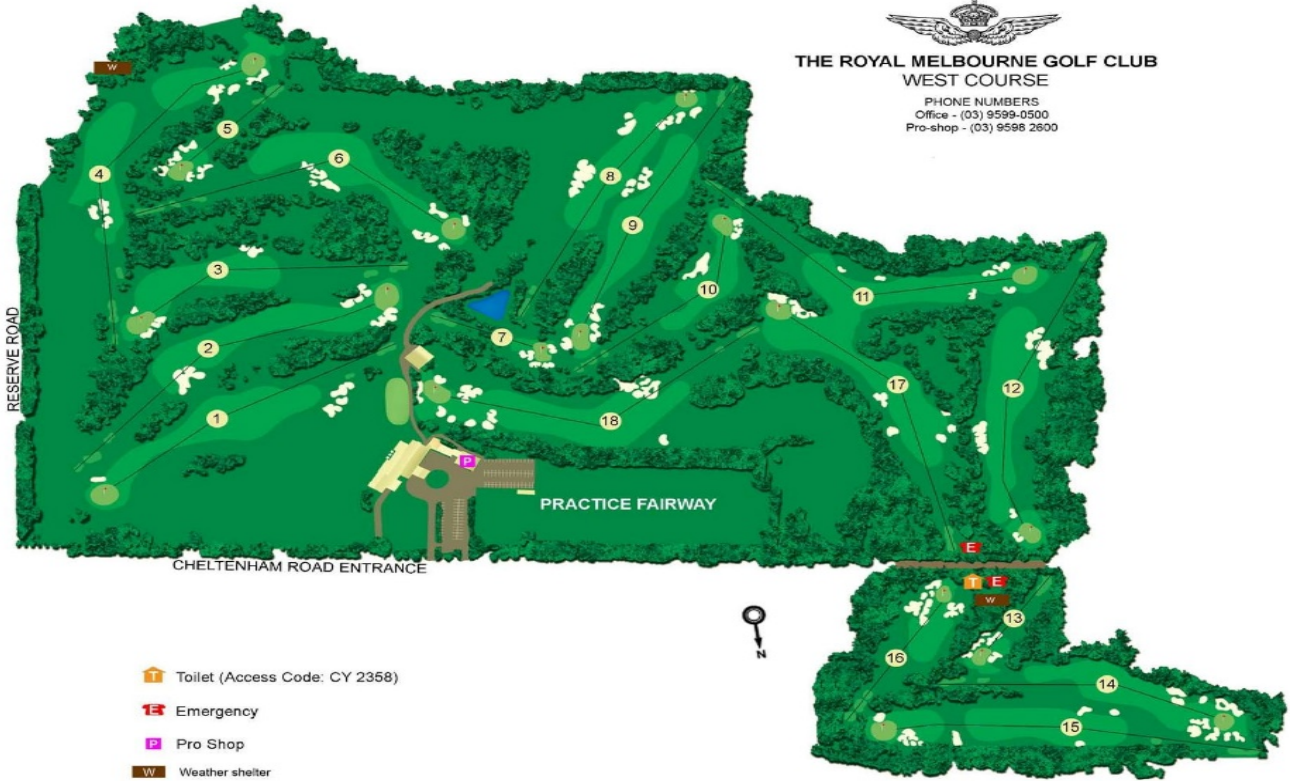 THE ROYAL MELBOURNE GOLF CLUB
WEST COURSE
PHONE NUMBERS
Office - (03) 9599-0500
Pro-shop - (03) 9598 2600
W
5
6
4
8
9
3
10
11
2
7
12
17
1
18
RESERVE ROAD
P
PRACTICE FAIRWAY
E
CHELTENHAM ROAD ENTRANCE
T E
W
13
N
16
14
15
T Toilet (Access Code: CY 2358)
E Emergency
P Pro Shop
W Weather shelter